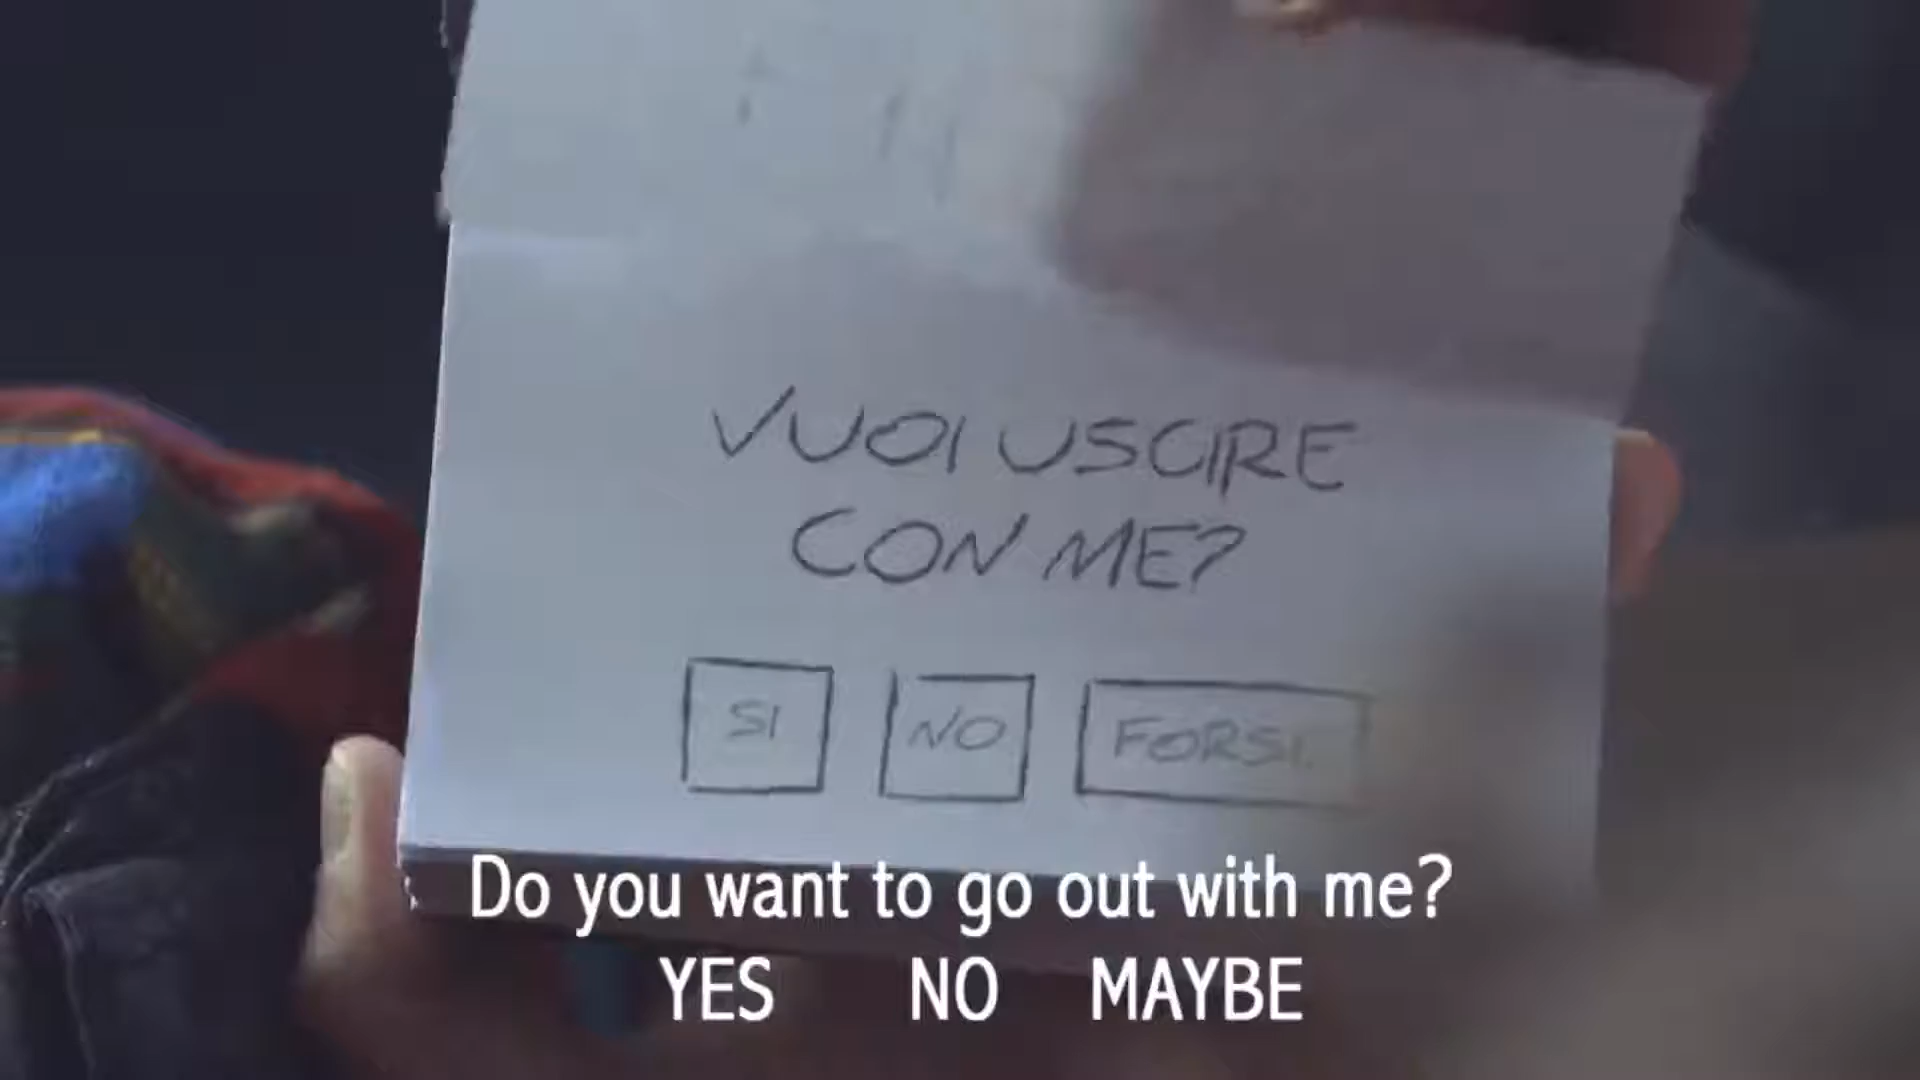 VUOI USCIRE
CON ME?
SI NO FORSI.
Do you want to go out with me?
YES NO MAYBE